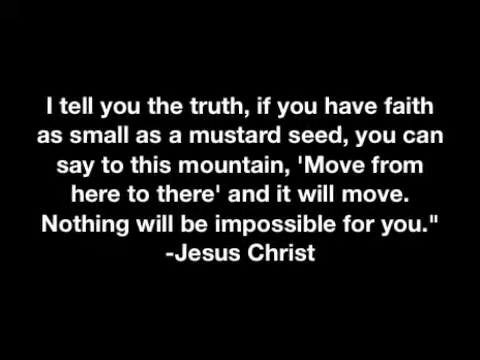 I tell you the truth, if you have faith
as small as a mustard seed, you can
say to this mountain, 'Move from
here to there' and it will move.
Nothing will be impossible for you."
-Jesus Christ